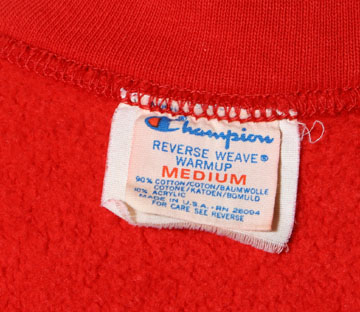 Champion
REVERSE WEAVE®
WARMUP
MEDIUM
90% COTTON/COTON/BAUMWOLLE
COTONE/KATOEN/BOMULD
10% ACRYLIC
MADE IN U.S.A. - RN 26094
FOR CARE SEE REVERSE